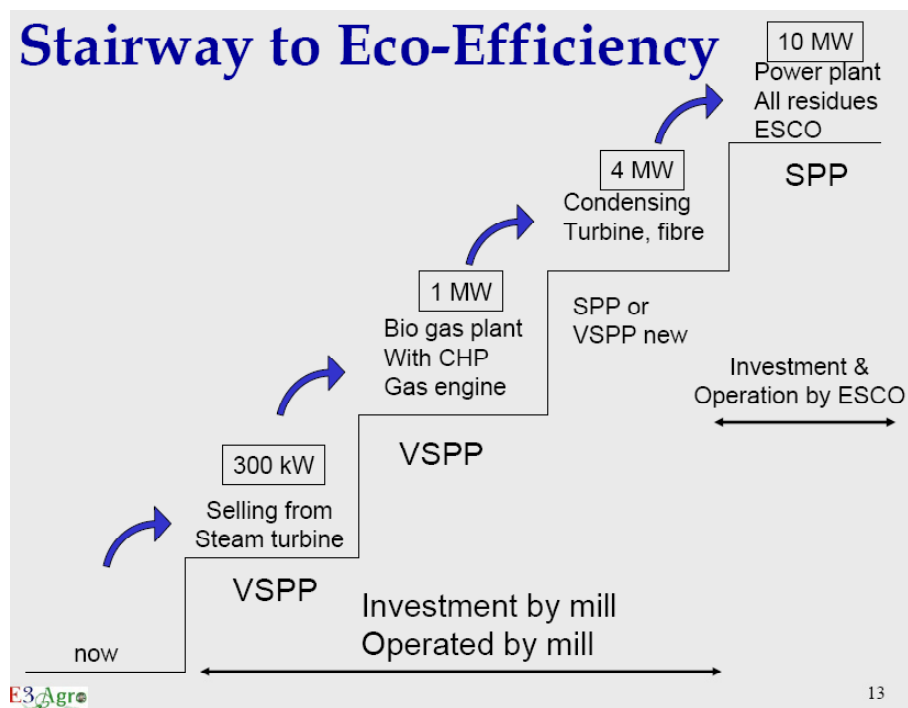 Stairway to Eco-Efficiency
10 MW
Power plant
All residues
ESCO
SPP
4 MW
Condensing
Turbine, fibre
SPP or
VSPP new
1 MW
Bio gas plant
With CHP
Gas engine
VSPP
Investment &
Operation by ESCO
300 kW
Selling from
Steam turbine
VSPP
Investment by mill
Operated by mill
now
E3 Agro
13